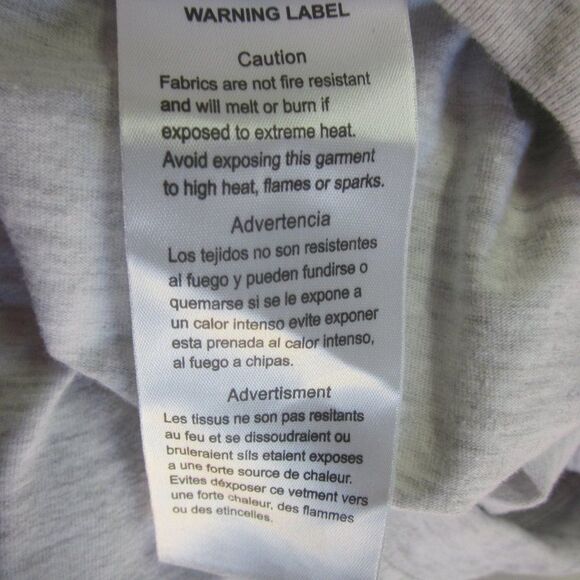 WARNING LABEL
Caution
Fabrics are not fire resistant
and will melt or burn if
exposed to extreme heat.
Avoid exposing this garment
to high heat, flames or sparks.
Advertencia
Los tejidos no son resistentes
al fuego y pueden fundirse o
quemarse si se le expone a
un calor intenso evite exponer
esta prenada al calor intenso,
al fuego a chipas.
Advertisment
Les tissus ne son pas resitants
au feu et se dissoudraient ou
bruleraient síls etaient exposes
a une forte source de chaleur.
Evites déxposer ce vetment vers
une forte chaleur, des flammes
ou des etincelles.